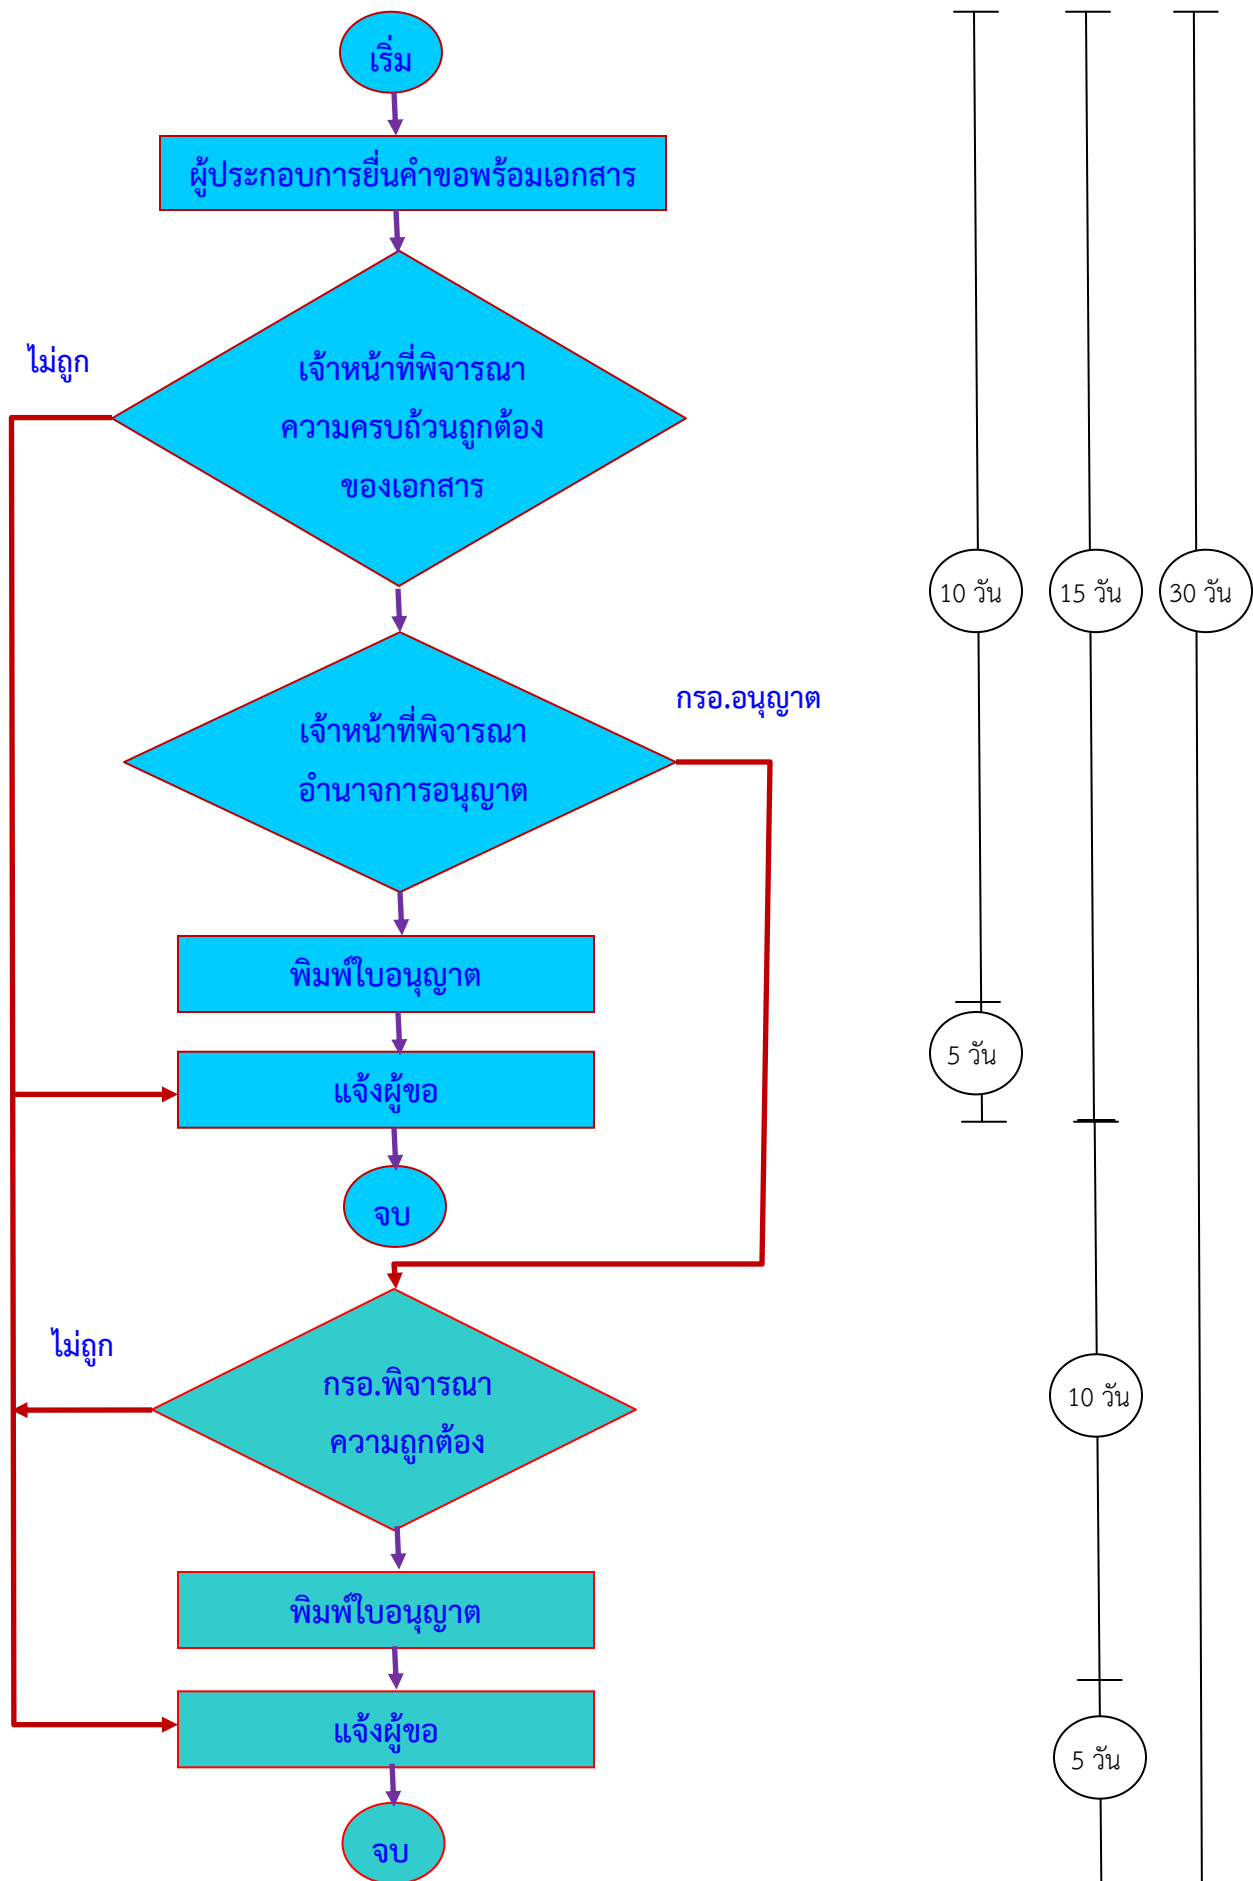 เริ่ม
ผู้ประกอบการยื่นคำขอพร้อมเอกสาร
ไม่ถูก
เจ้าหน้าที่พิจารณา
ความครบถ้วนถูกต้อง
ของเอกสาร
10 วัน
15 วัน
30 วัน
กรอ.อนุญาต
เจ้าหน้าที่พิจารณา
อำนาจการอนุญาต
พิมพ์ใบอนุญาต
5 วัน
แจ้งผู้ขอ
จบ
ไม่ถูก
กรอ.พิจารณา
ความถูกต้อง
10 วัน
พิมพ์ใบอนุญาต
แจ้งผู้ขอ
5 วัน
จบ